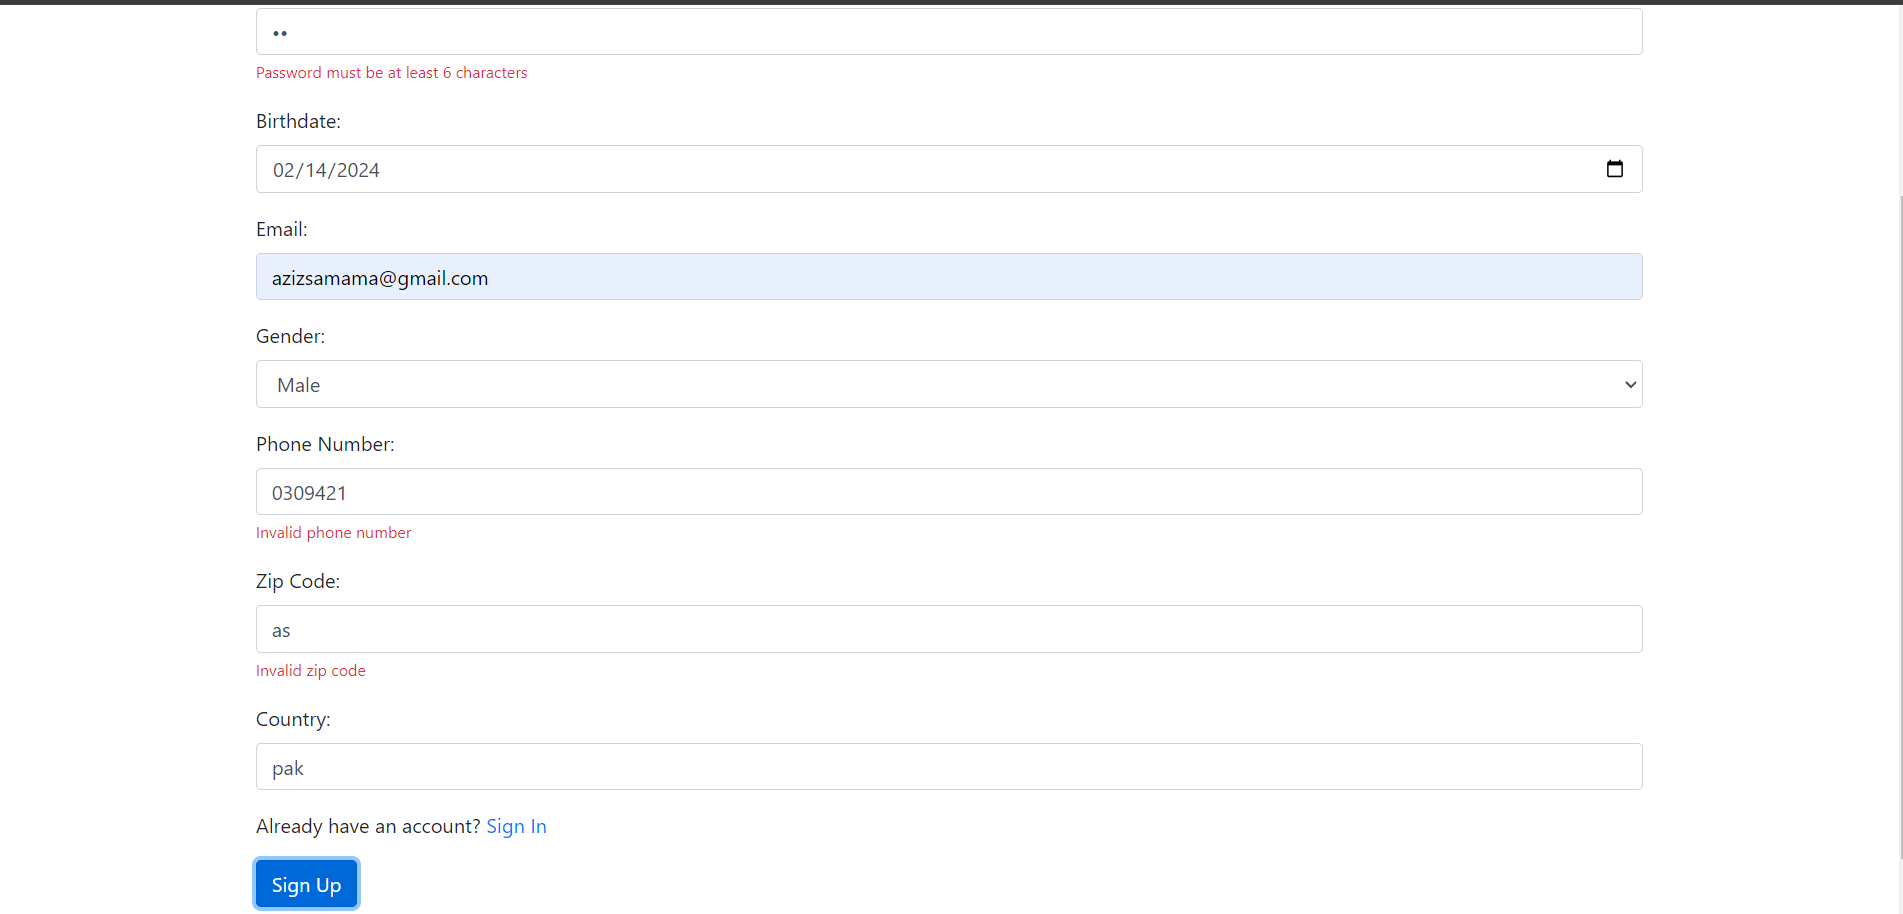 ••
Password must be at least 6 characters
Birthdate:
02/14/2024
Email:
azizsamama@gmail.com
Gender:
Male
Phone Number:
0309421
Invalid phone number
Zip Code:
as
Invalid zip code
Country:
pak
Already have an account? Sign In
Sign Up